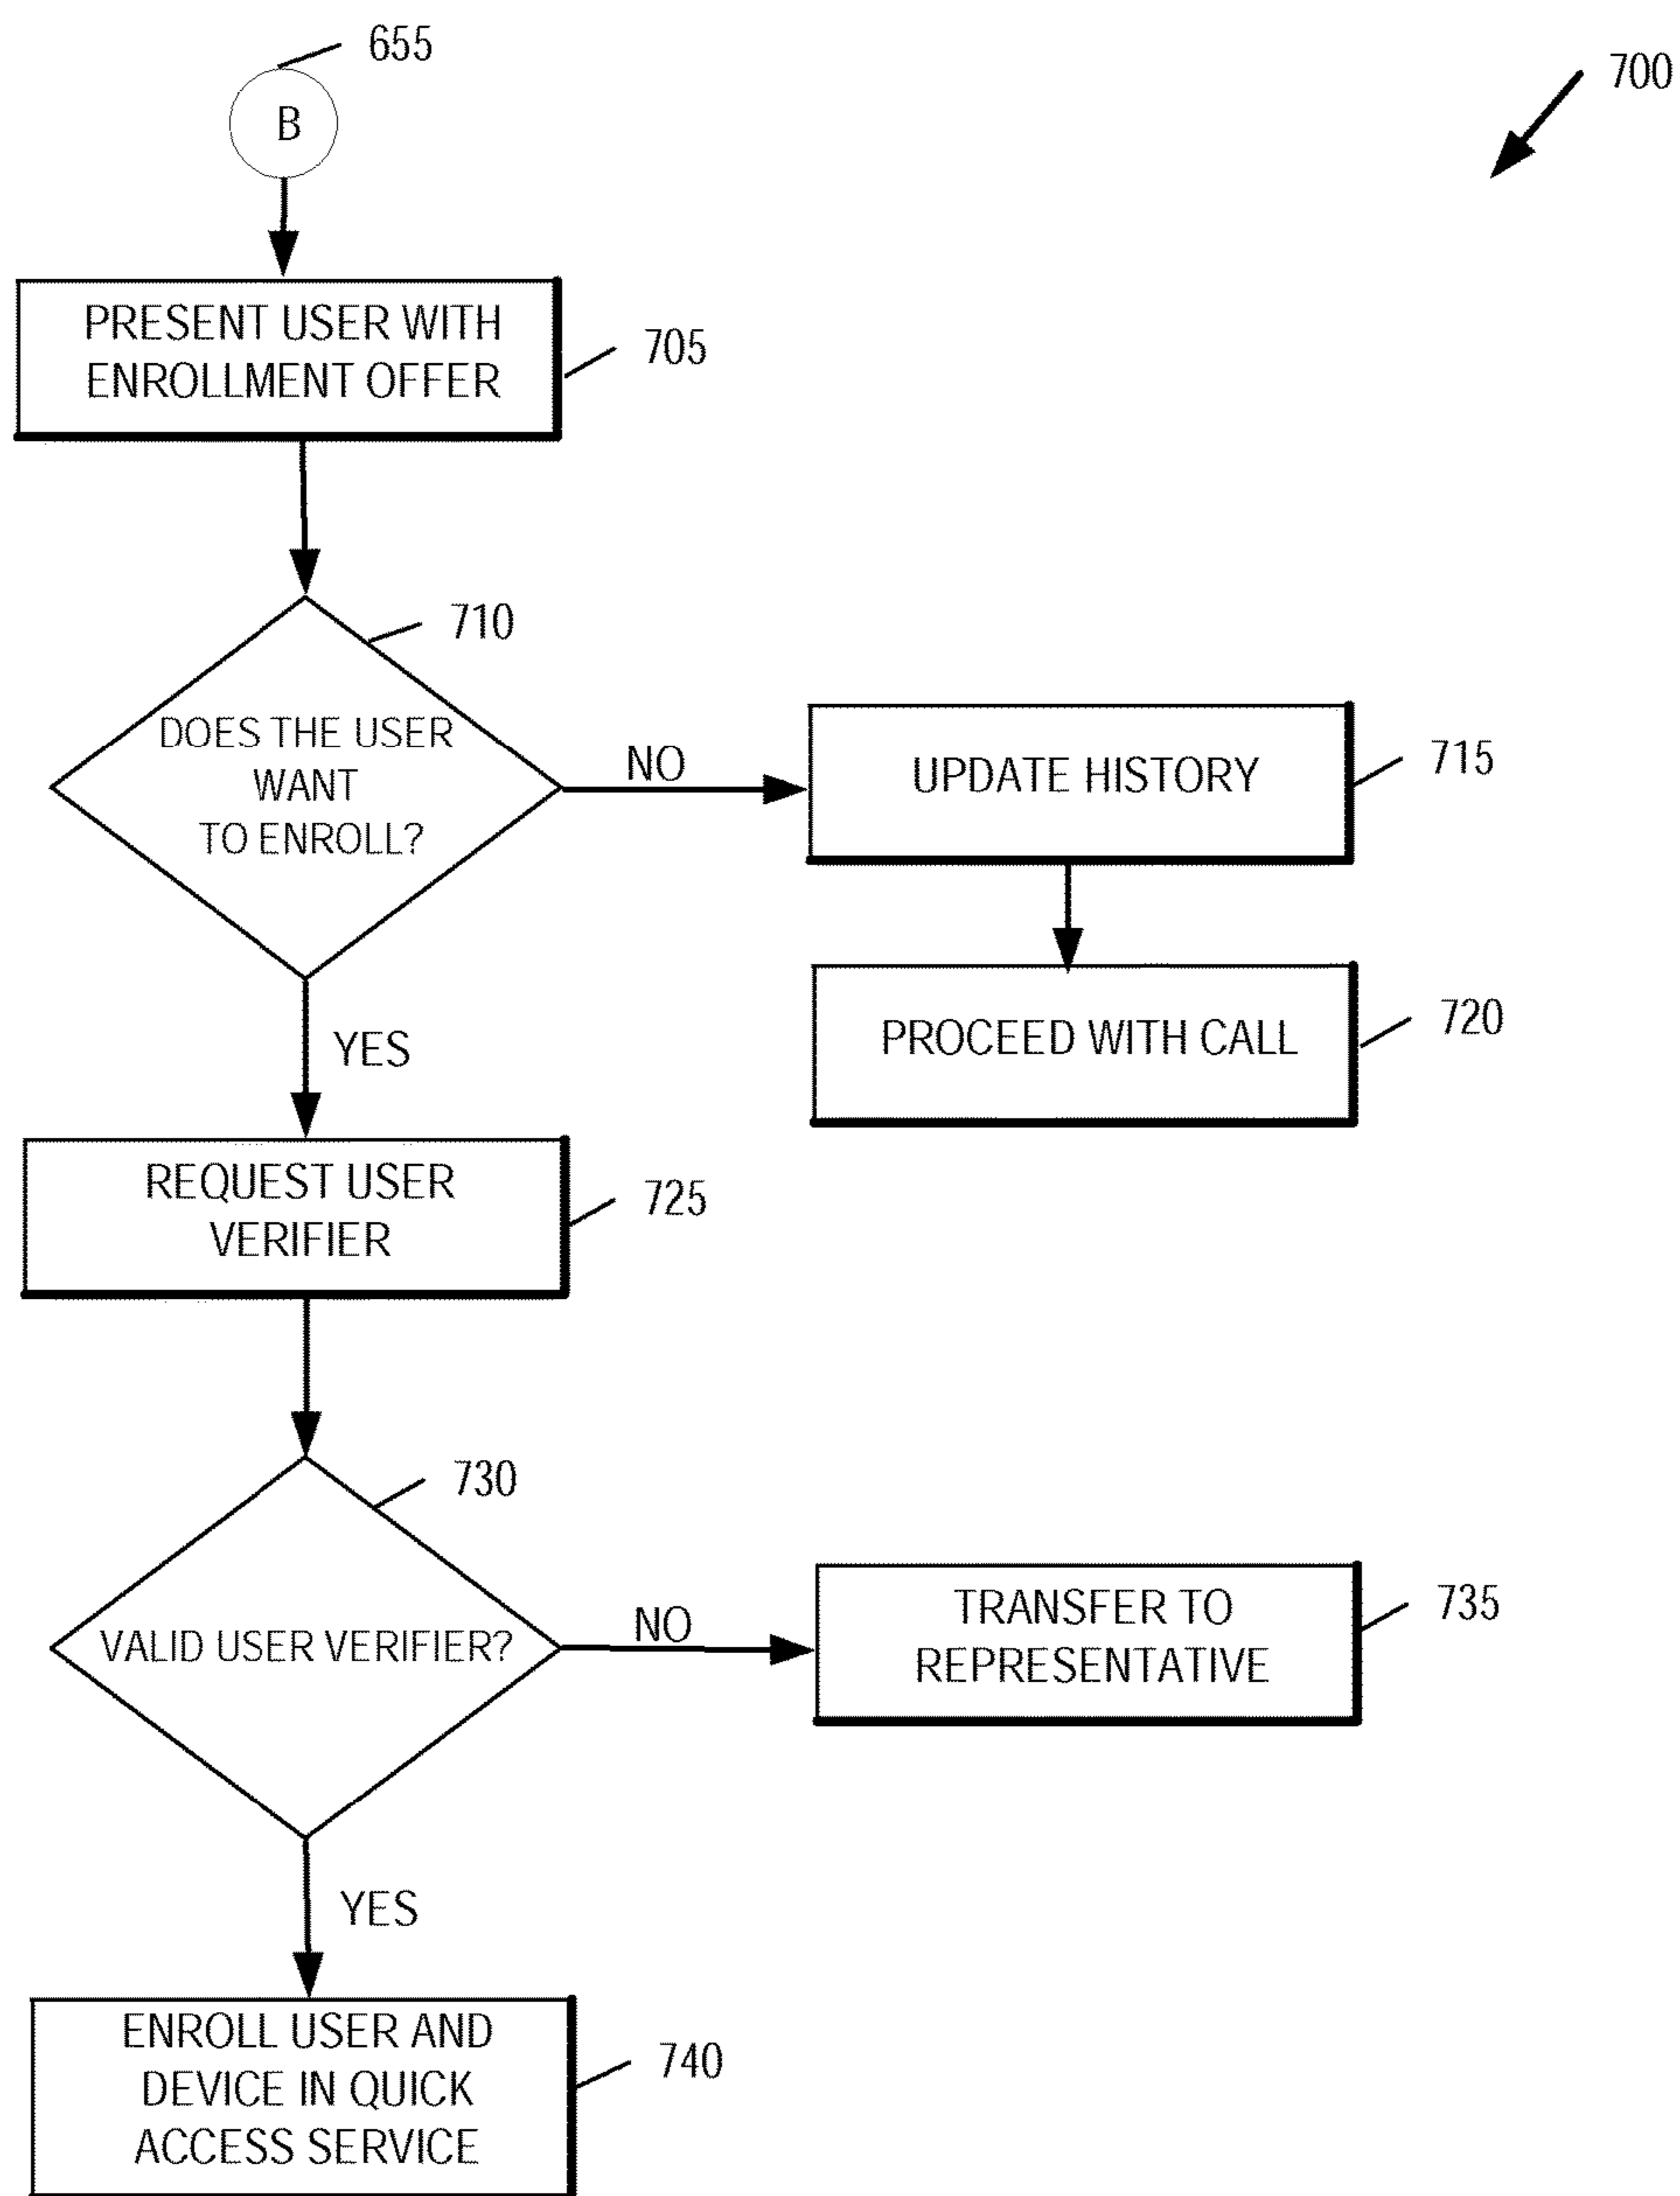 655
700
B
PRESENT USER WITH
ENROLLMENT OFFER
705
710
DOES THE USER
WANT
TO ENROLL?
NO
UPDATE HISTORY
715
PROCEED WITH CALL
720
YES
REQUEST USER
VERIFIER
725
730
VALID USER VERIFIER?
NO
TRANSFER TO
REPRESENTATIVE
735
YES
ENROLL USER AND
DEVICE IN QUICK
ACCESS SERVICE
740